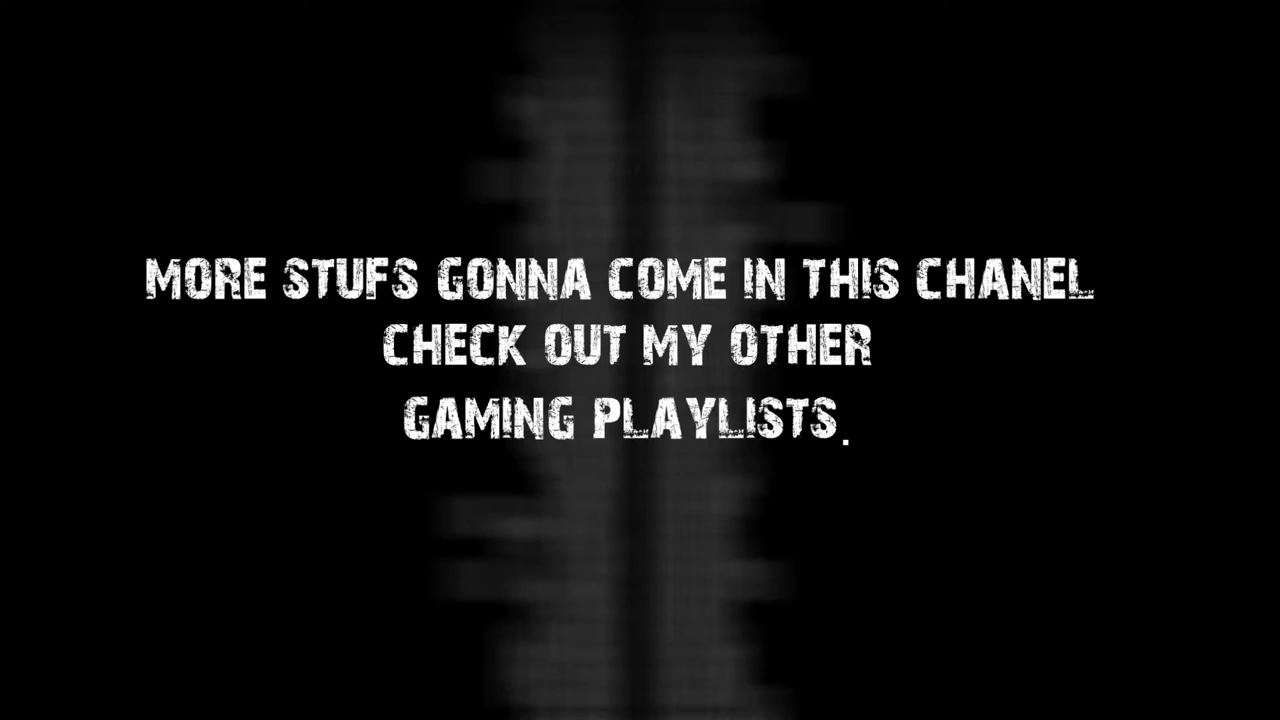 MORE STUFS GONNA COME IN THIS CHANEL
CHECK OUT MY OTHER
GAMING PLAYLISTS.